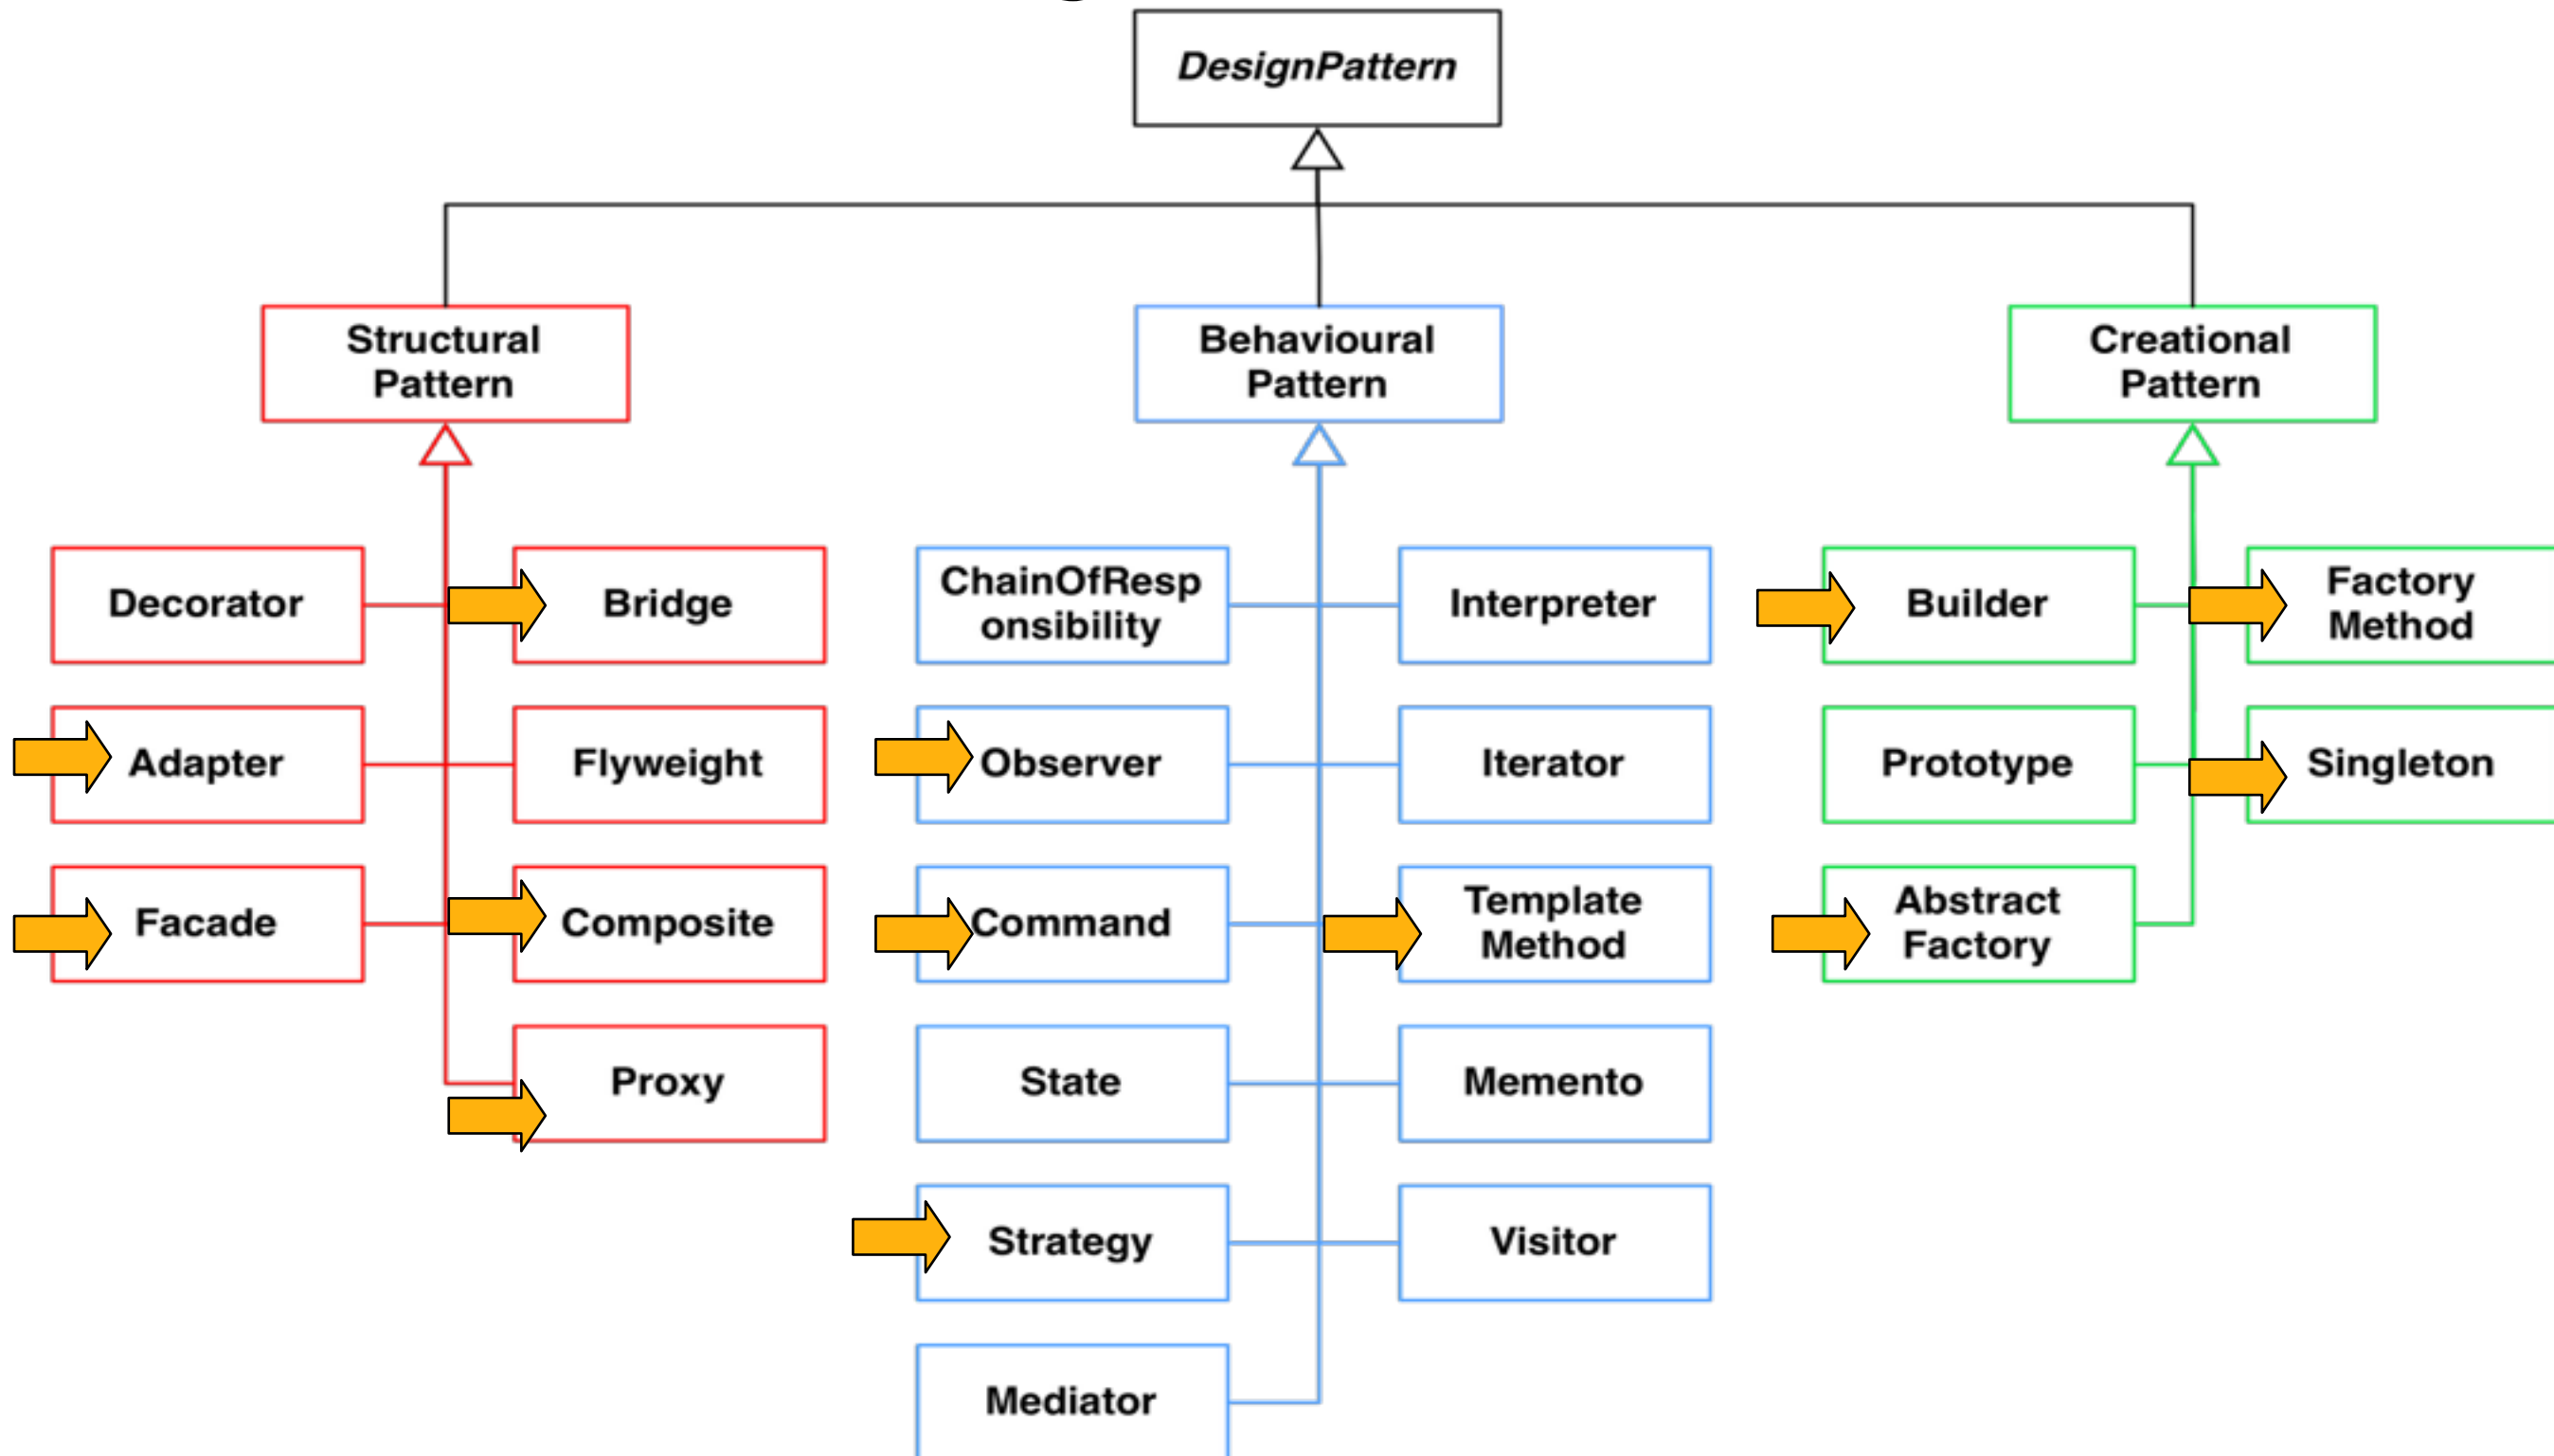 DesignPattern
Structural
Pattern
Behavioural
Pattern
Creational
Pattern
Decorator
Bridge
Adapter
Flyweight
Facade
Composite
Proxy
ChainOfResp
onsibility
Interpreter
Observer
Iterator
Command
Template
Method
State
Memento
Strategy
Visitor
Mediator
Builder
Factory
Method
Prototype
Singleton
Abstract
Factory